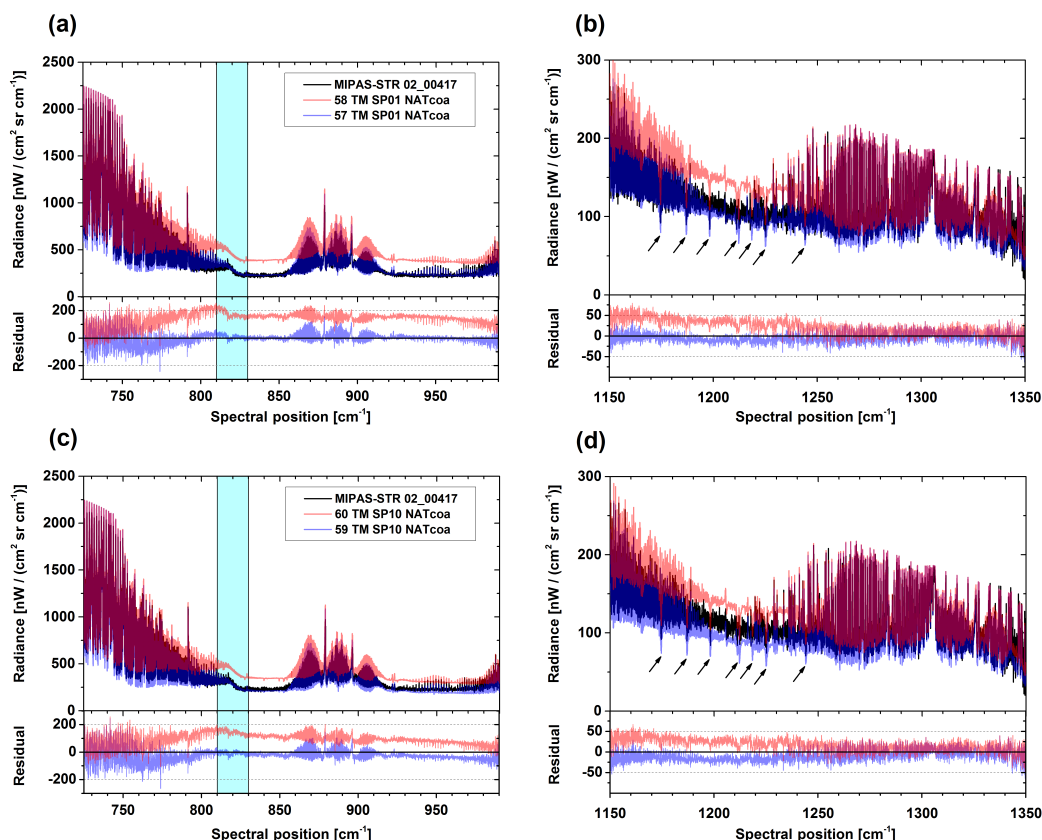 (a)
Radiance [nW / (cm² sr cm⁻¹)]
2500
2000
1500
1000
500
0
MIPAS-STR 02_00417
58 TM SP01 NATcoa
57 TM SP01 NATcoa
Residual
200
0
-200
750 800 850 900 950
Spectral position [cm⁻¹]
(b)
Radiance [nW / (cm² sr cm⁻¹)]
300
200
100
0
Residual
50
0
-50
1150 1200 1250 1300 1350
Spectral position [cm⁻¹]
(c)
Radiance [nW / (cm² sr cm⁻¹)]
2500
2000
1500
1000
500
0
MIPAS-STR 02_00417
60 TM SP10 NATcoa
59 TM SP10 NATcoa
Residual
200
0
-200
750 800 850 900 950
Spectral position [cm⁻¹]
(d)
Radiance [nW / (cm² sr cm⁻¹)]
300
200
100
0
Residual
50
0
-50
1150 1200 1250 1300 1350
Spectral position [cm⁻¹]